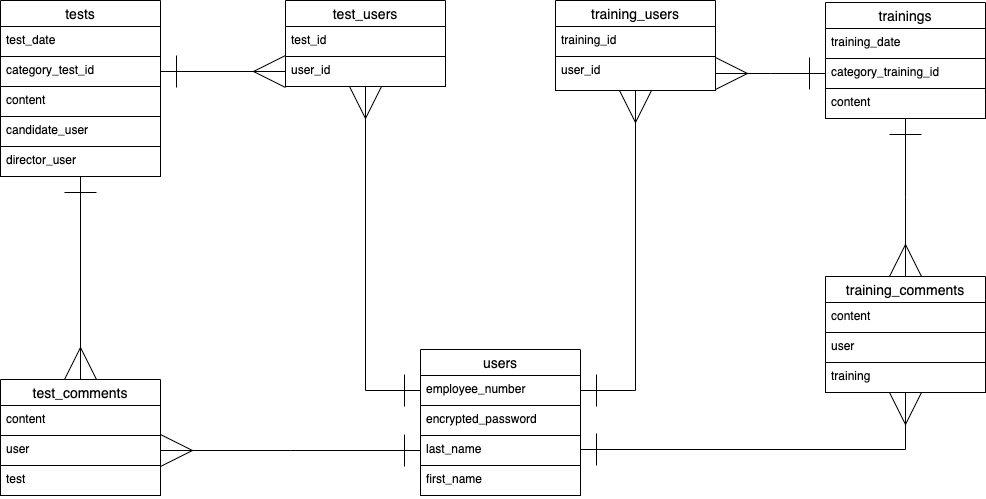 tests
test_date
category_test_id
content
candidate_user
director_user
test_users
test_id
user_id
training_users
training_id
user_id
trainings
training_date
category_training_id
content
test_comments
content
user
test
users
employee_number
encrypted_password
last_name
first_name
training_comments
content
user
training